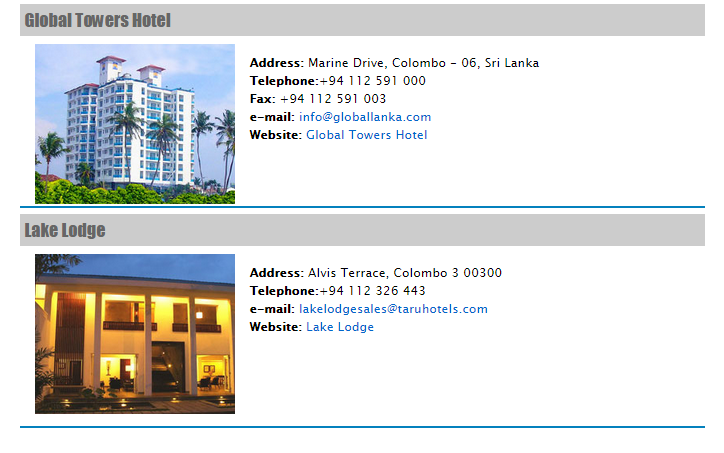 Global Towers Hotel
Address: Marine Drive, Colombo - 06, Sri Lanka
Telephone:+94 112 591 000
Fax: +94 112 591 003
e-mail: info@globallanka.com
Website: Global Towers Hotel
Lake Lodge
Address: Alvis Terrace, Colombo 3 00300
Telephone:+94 112 326 443
e-mail: lakelodgesales@taruhotels.com
Website: Lake Lodge